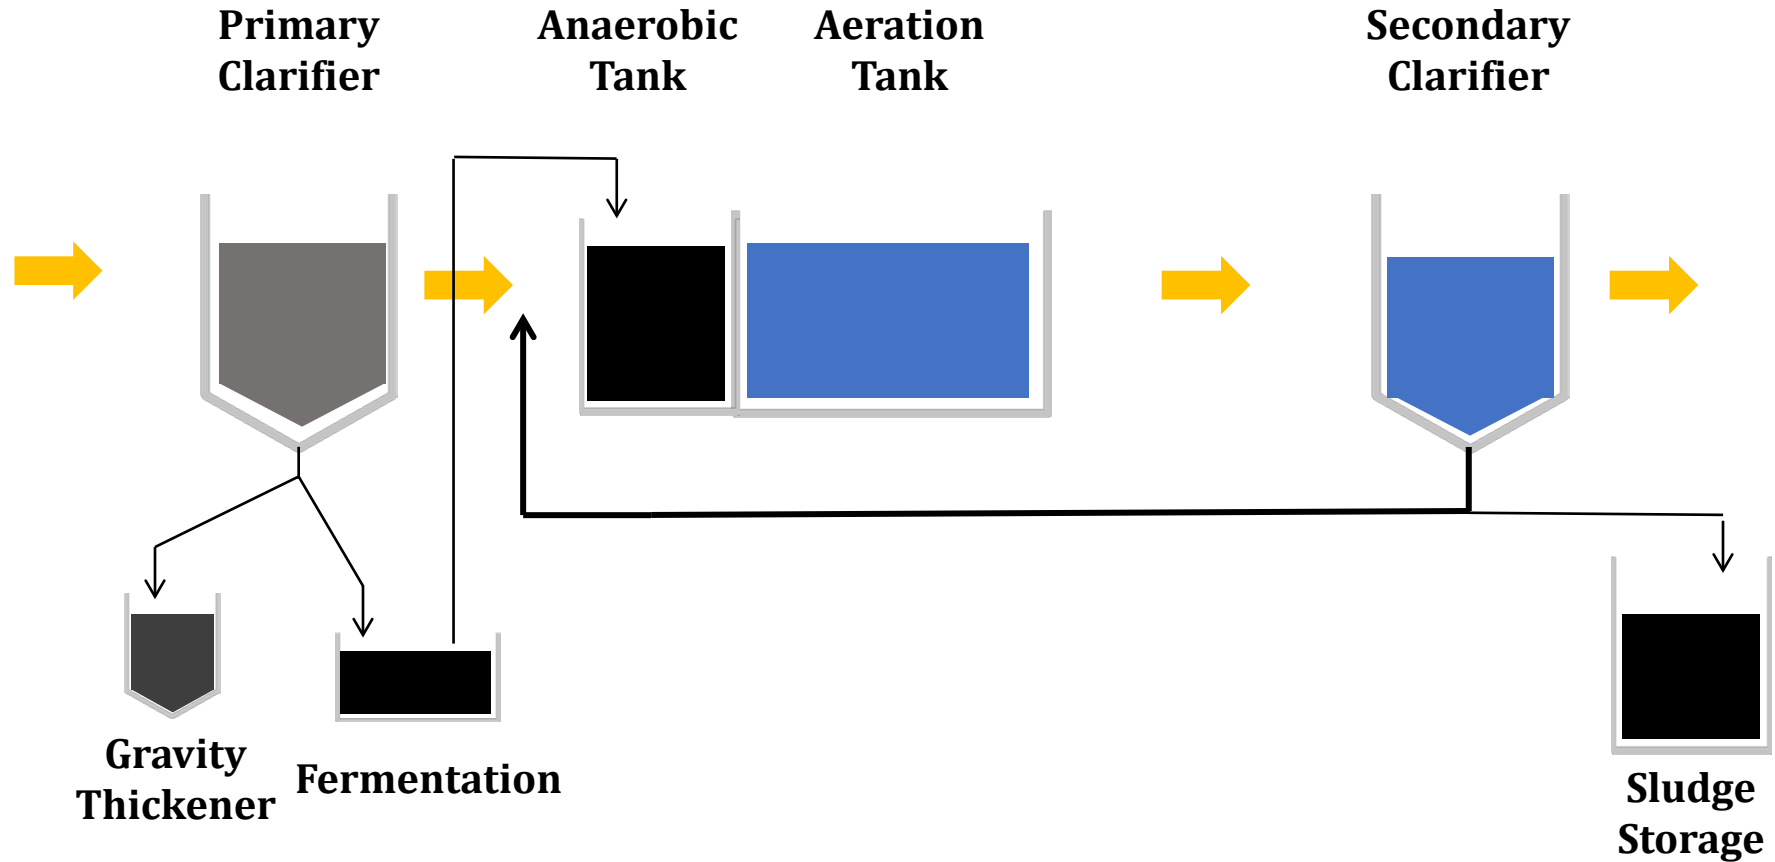 Primary
Clarifier
Anaerobic
Tank
Aeration
Tank
Secondary
Clarifier
Gravity
Thickener
Fermentation
Sludge
Storage